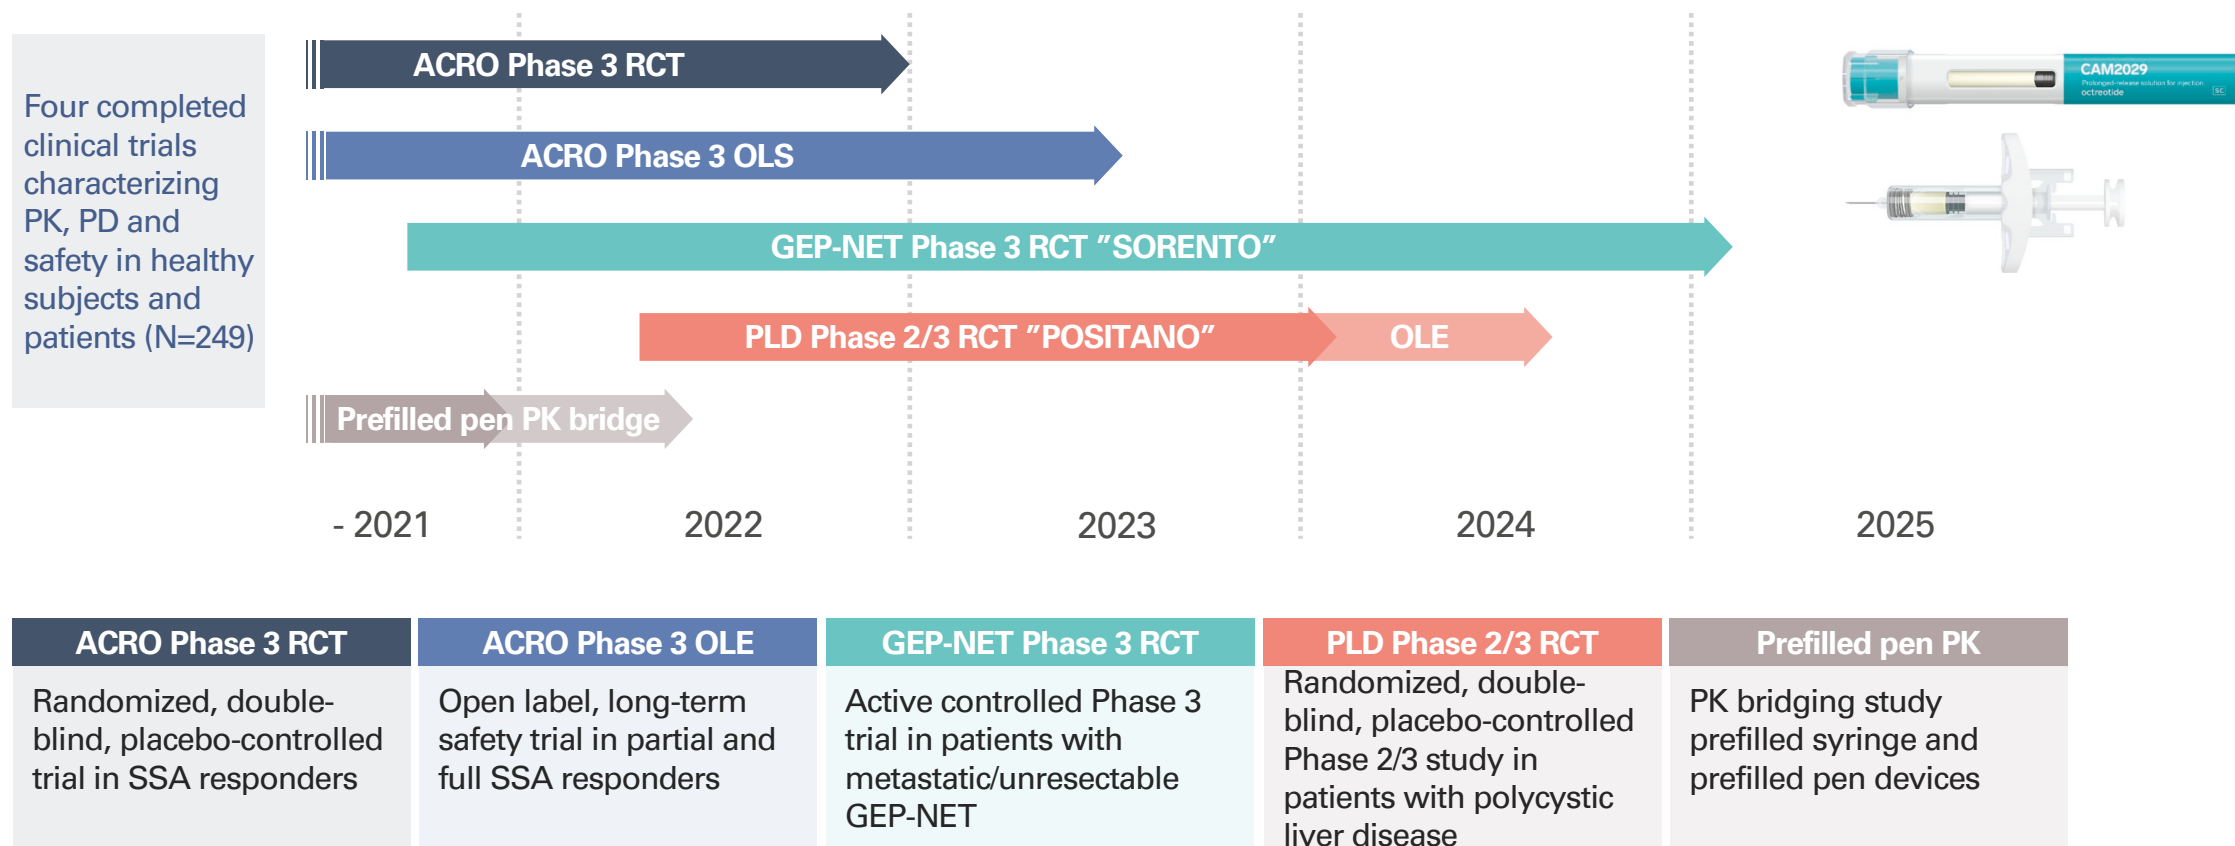 Four completed
clinical trials
characterizing
PK, PD and
safety in healthy
subjects and
patients (N=249)
ACRO Phase 3 RCT
ACRO Phase 3 OLS
GEP-NET Phase 3 RCT ″SORENTO″
PLD Phase 2/3 RCT ″POSITANO″
OLE
Prefilled pen PK bridge
CAM2029
Prolonged-release solution for injection
octreotide
SC
- 2021
2022
2023
2024
2025
ACRO Phase 3 RCT
Randomized, double-
blind, placebo-controlled
trial in SSA responders
ACRO Phase 3 OLE
Open label, long-term
safety trial in partial and
full SSA responders
GEP-NET Phase 3 RCT
Active controlled Phase 3
trial in patients with
metastatic/unresectable
GEP-NET
PLD Phase 2/3 RCT
Randomized, double-
blind, placebo-controlled
Phase 2/3 study in
patients with polycystic
liver disease
Prefilled pen PK
PK bridging study
prefilled syringe and
prefilled pen devices